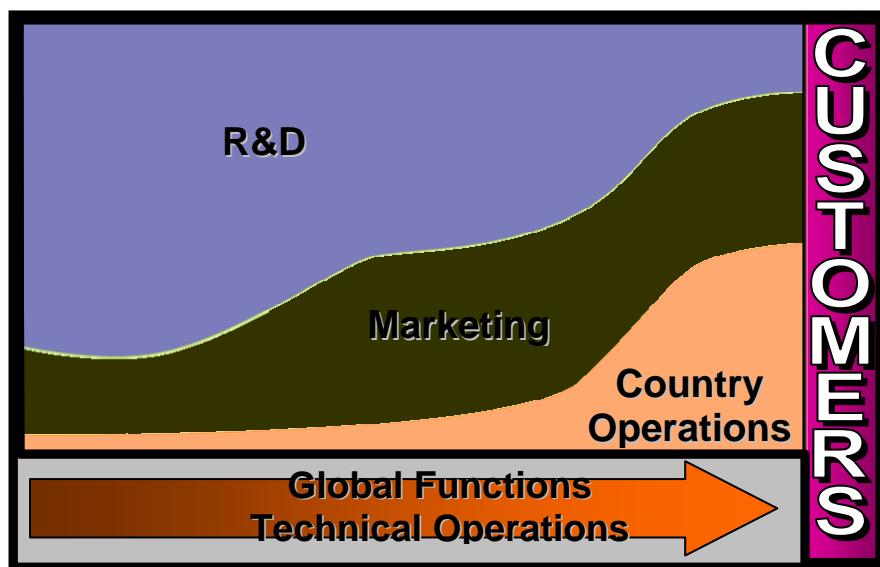 R&D
Marketing
Country
Operations
Global Functions
Technical Operations
CUSTOMERS